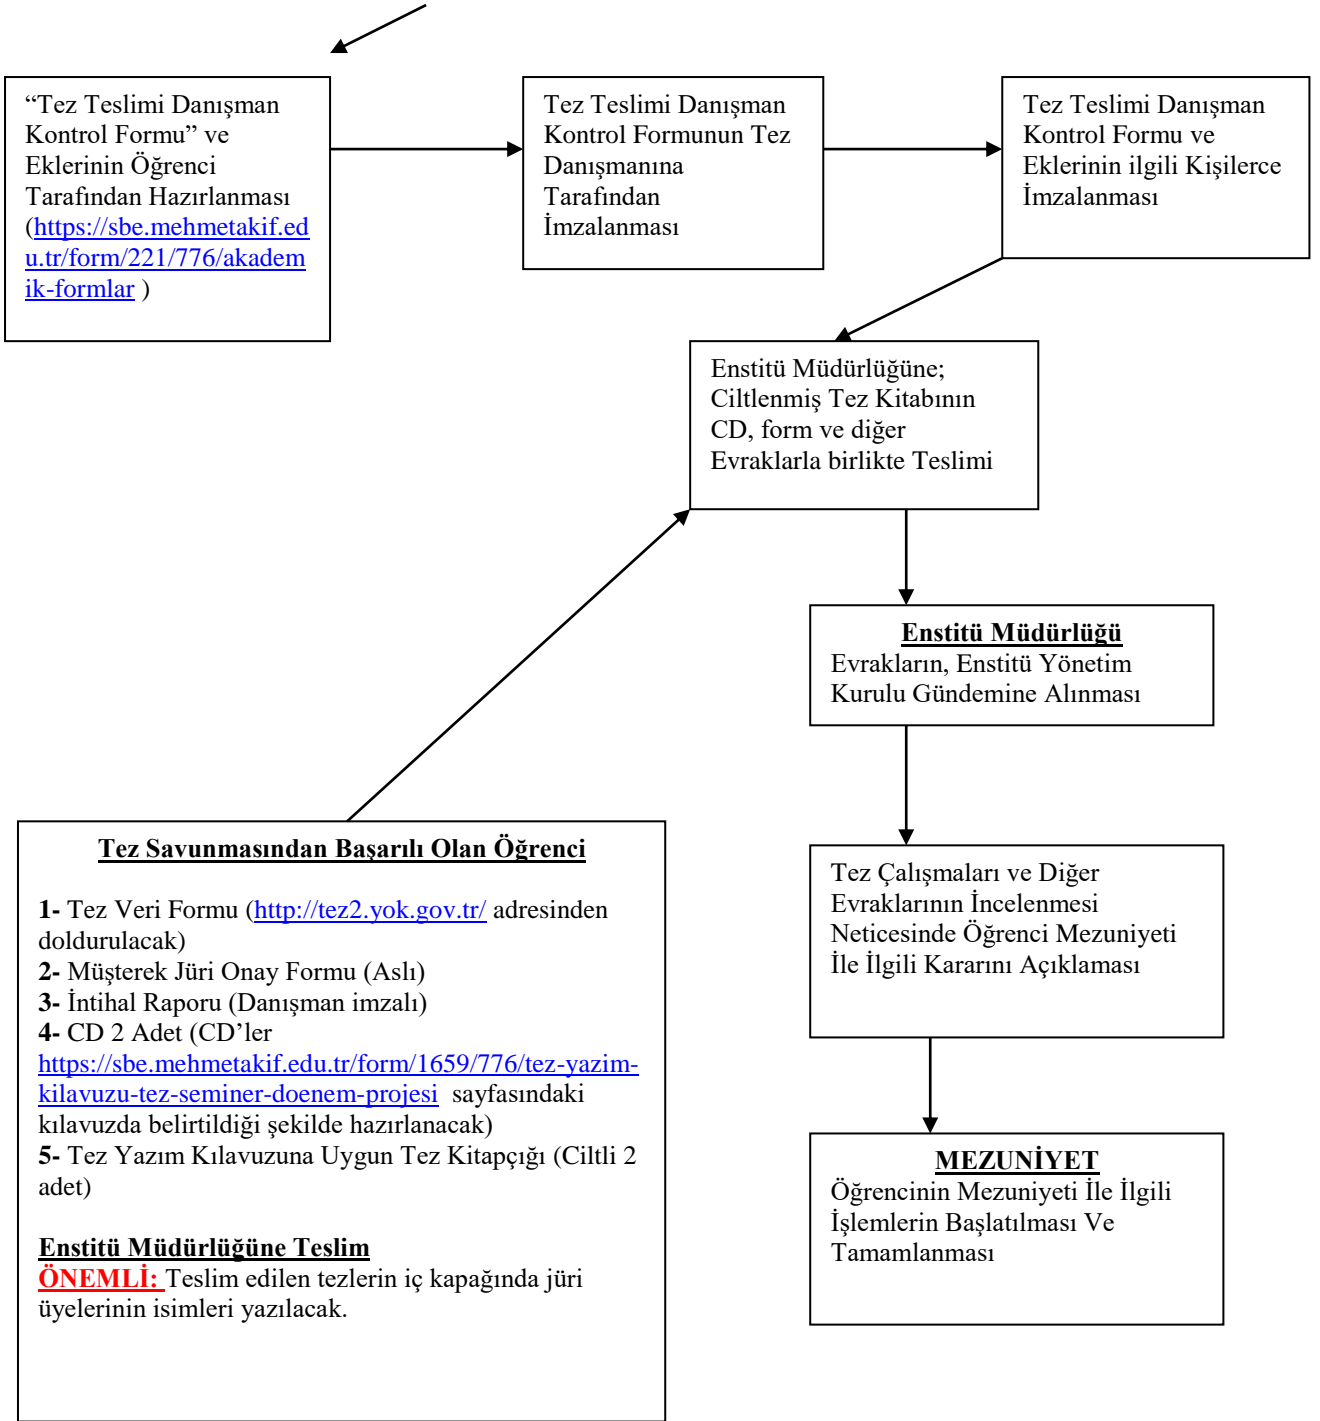 “Tez Teslimi Danışman
Kontrol Formu” ve
Eklerinin Öğrenci
Tarafından Hazırlanması
(https://sbe.mehmetakif.ed
u.tr/form/221/776/akadem
ik-formlar )
Tez Teslimi Danışman
Kontrol Formunun Tez
Danışmanına
Tarafından
İmzalanması
Tez Teslimi Danışman
Kontrol Formu ve
Eklerinin ilgili Kişilerce
İmzalanması
Enstitü Müdürlüğüne;
Ciltlenmiş Tez Kitabının
CD, form ve diğer
Evraklarla birlikte Teslimi
Enstitü Müdürlüğü
Evrakların, Enstitü Yönetim
Kurulu Gündemine Alınması
Tez Çalışmaları ve Diğer
Evraklarının İncelenmesi
Neticesinde Öğrenci Mezuniyeti
İle İlgili Kararını Açıklaması
MEZUNİYET
Öğrencinin Mezuniyeti İle İlgili
İşlemlerin Başlatılması Ve
Tamamlanması
Tez Savunmasından Başarılı Olan Öğrenci
1- Tez Veri Formu (http://tez2.yok.gov.tr/ adresinden
doldurulacak)
2- Müşterek Jüri Onay Formu (Aslı)
3- İntihal Raporu (Danışman imzalı)
4- CD 2 Adet (CD’ler
https://sbe.mehmetakif.edu.tr/form/1659/776/tez-yazim-
kilavuzu-tez-seminer-doenem-projesi sayfasındaki
kılavuzda belirtildiği şekilde hazırlanacak)
5- Tez Yazım Kılavuzuna Uygun Tez Kitapçığı (Ciltli 2
adet)
Enstitü Müdürlüğüne Teslim
ÖNEMLİ: Teslim edilen tezlerin iç kapağında jüri
üyelerinin isimleri yazılacak.